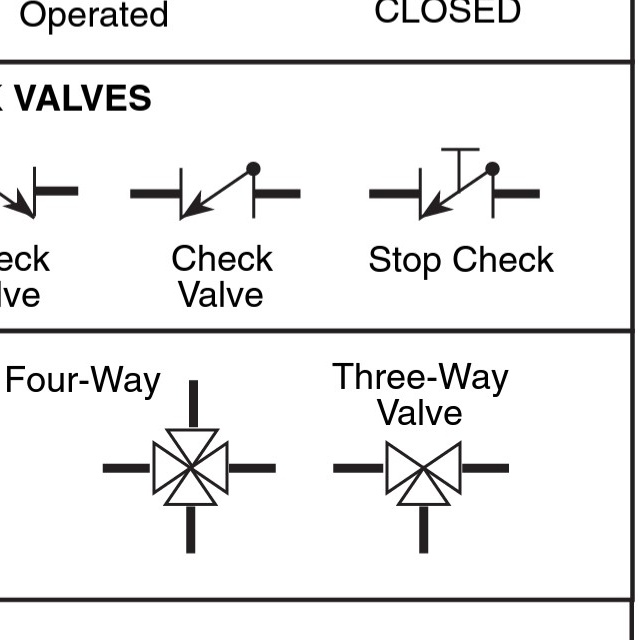 Operated
CLOSED
VALVES
Check
Valve
Stop Check
Four-Way
Three-Way
Valve